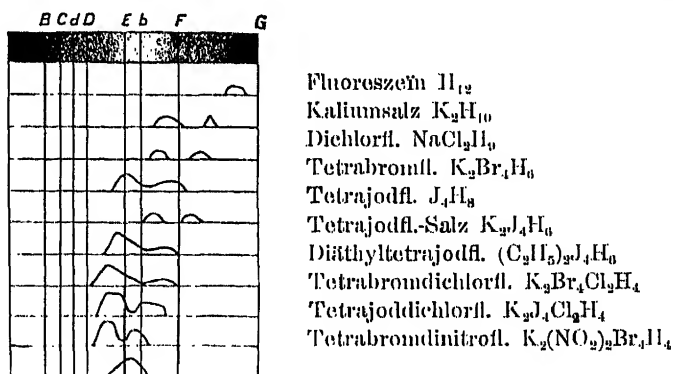 B C d D E b F G
Fluoreszeïn H₁₂
Kaliumsalz K₂H₁₀
Dichlorfl. NaCl₂H₉
Tetrabromfl. K₂Br₄H₆
Tetrajodfl. J₄H₈
Tetrajodfl.-Salz K₂J₄H₆
Diäthyltetrajodfl. (C₂H₅)₂J₄H₆
Tetrabromdichlorfl. K₂Br₄Cl₂H₄
Tetrajoddichlorfl. K₂J₄Cl₂H₄
Tetrabromdinitrofl. K₂(NO₂)₂Br₄H₄